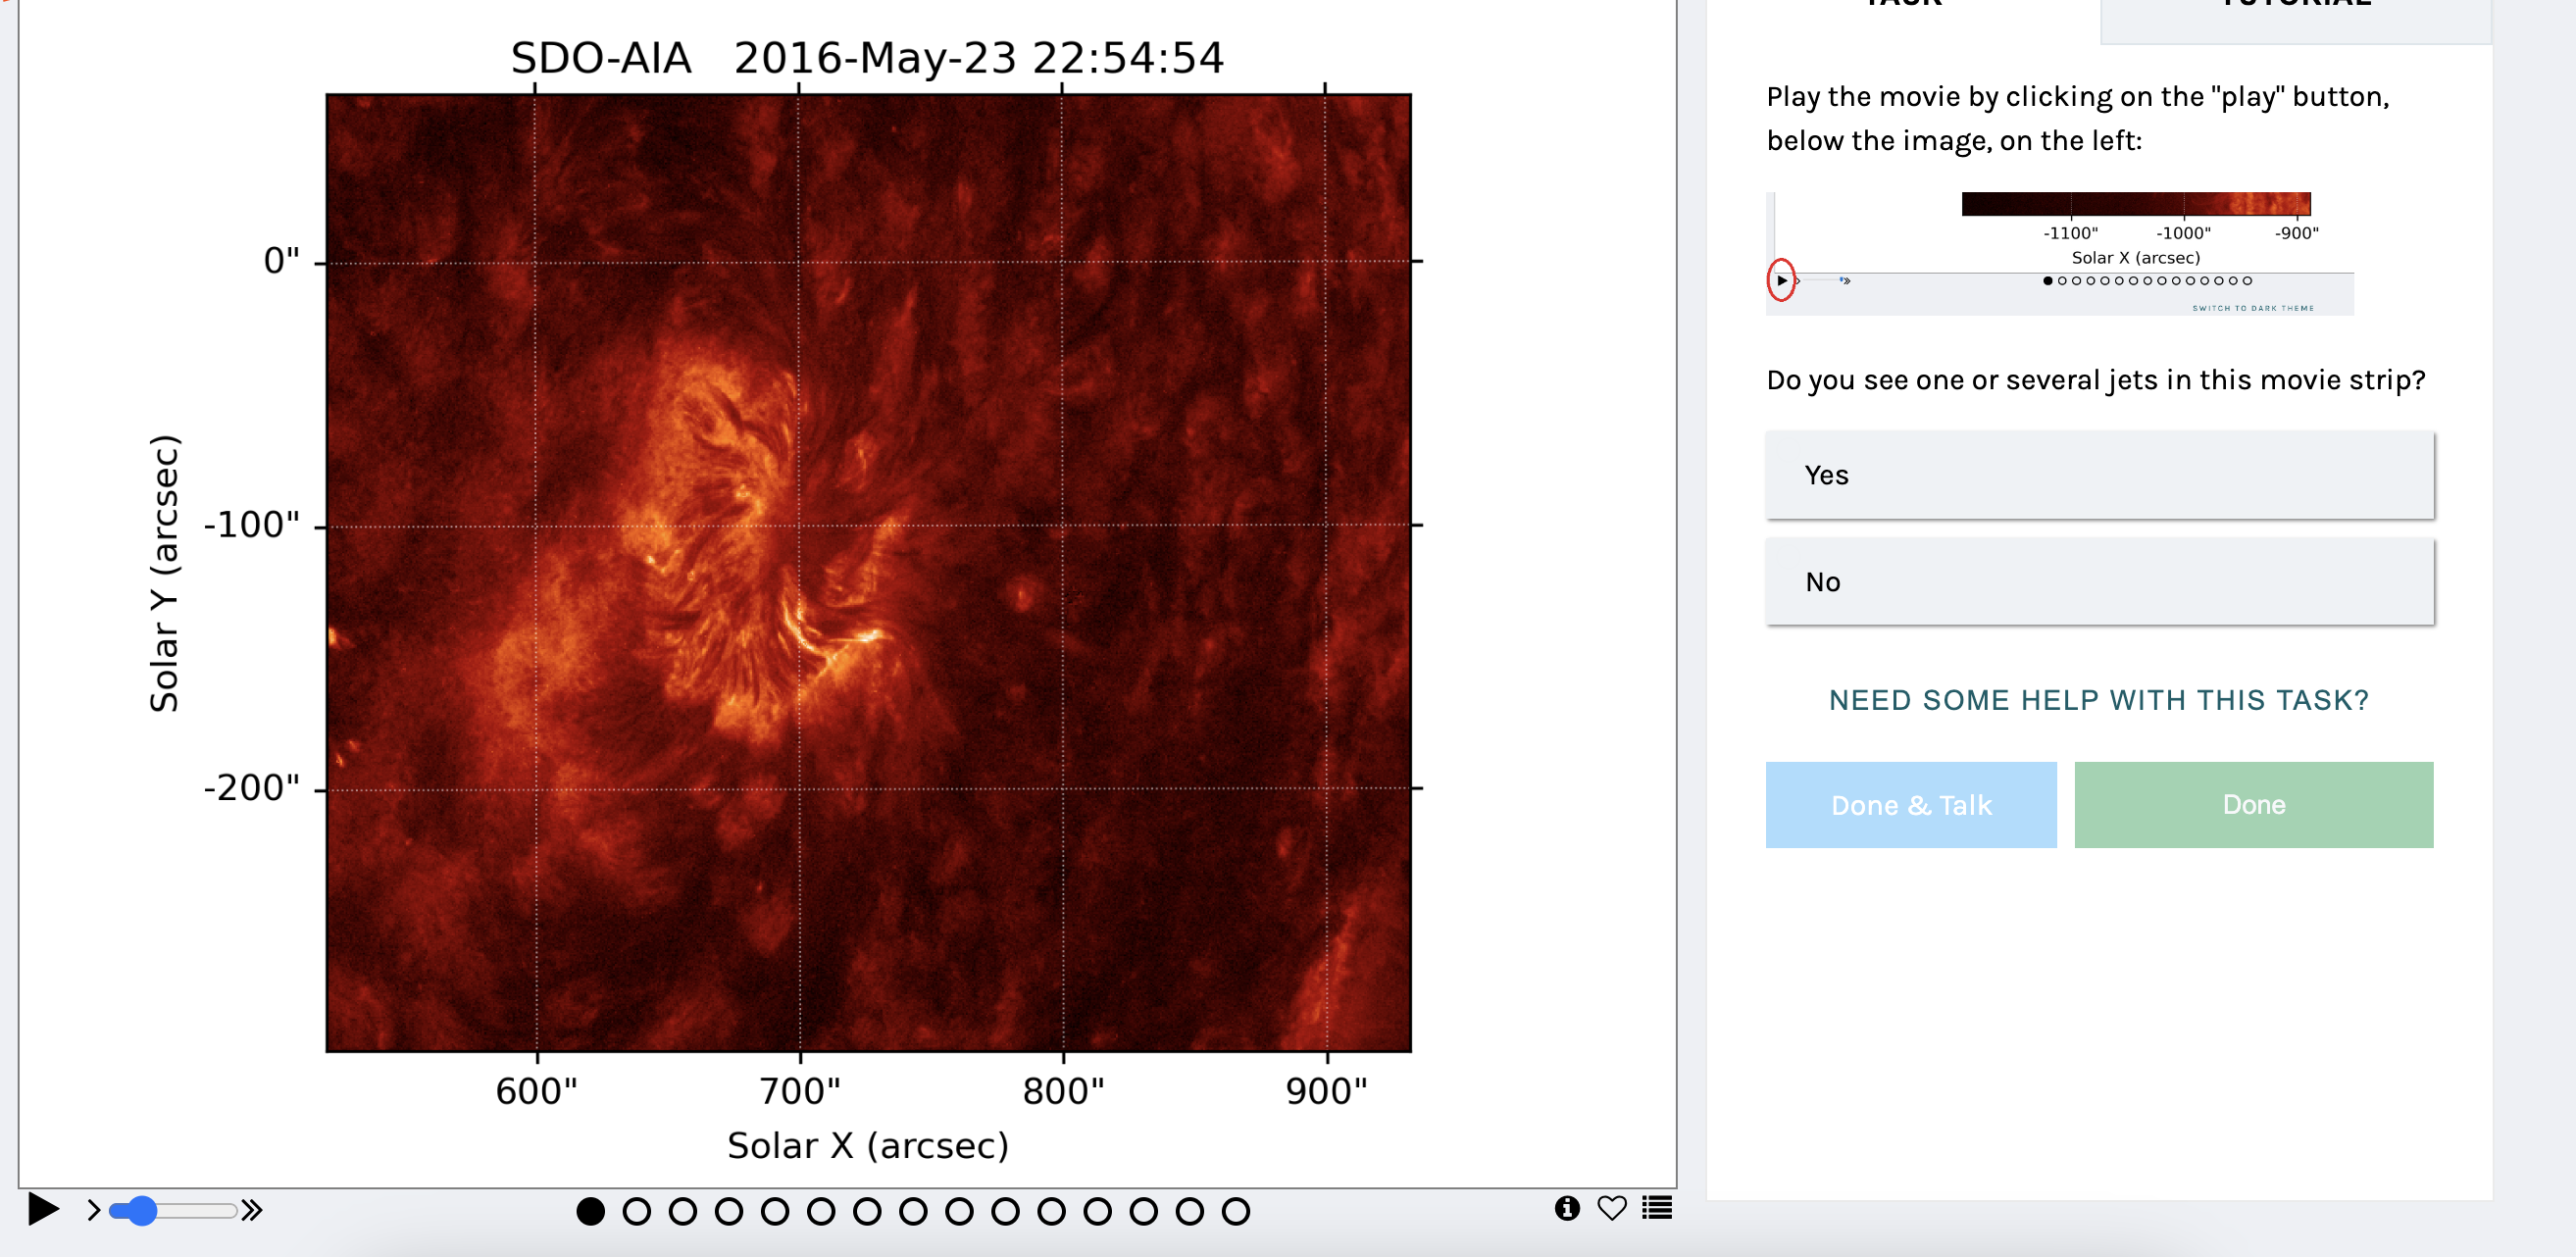 TASK
TUTORIAL
SDO-AIA 2016-May-23 22:54:54
0"
-100"
-200"
Solar Y (arcsec)
600" 700" 800" 900"
Solar X (arcsec)
Play the movie by clicking on the "play" button,
below the image, on the left:
-1100" -1000" -900"
Solar X (arcsec)
SWITCH TO DARK THEME
Do you see one or several jets in this movie strip?
Yes
No
NEED SOME HELP WITH THIS TASK?
Done & Talk
Done